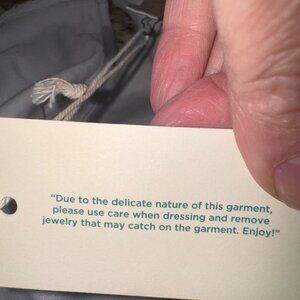 "Due to the delicate nature of this garment,
please use care when dressing and remove
jewelry that may catch on the garment. Enjoy!"